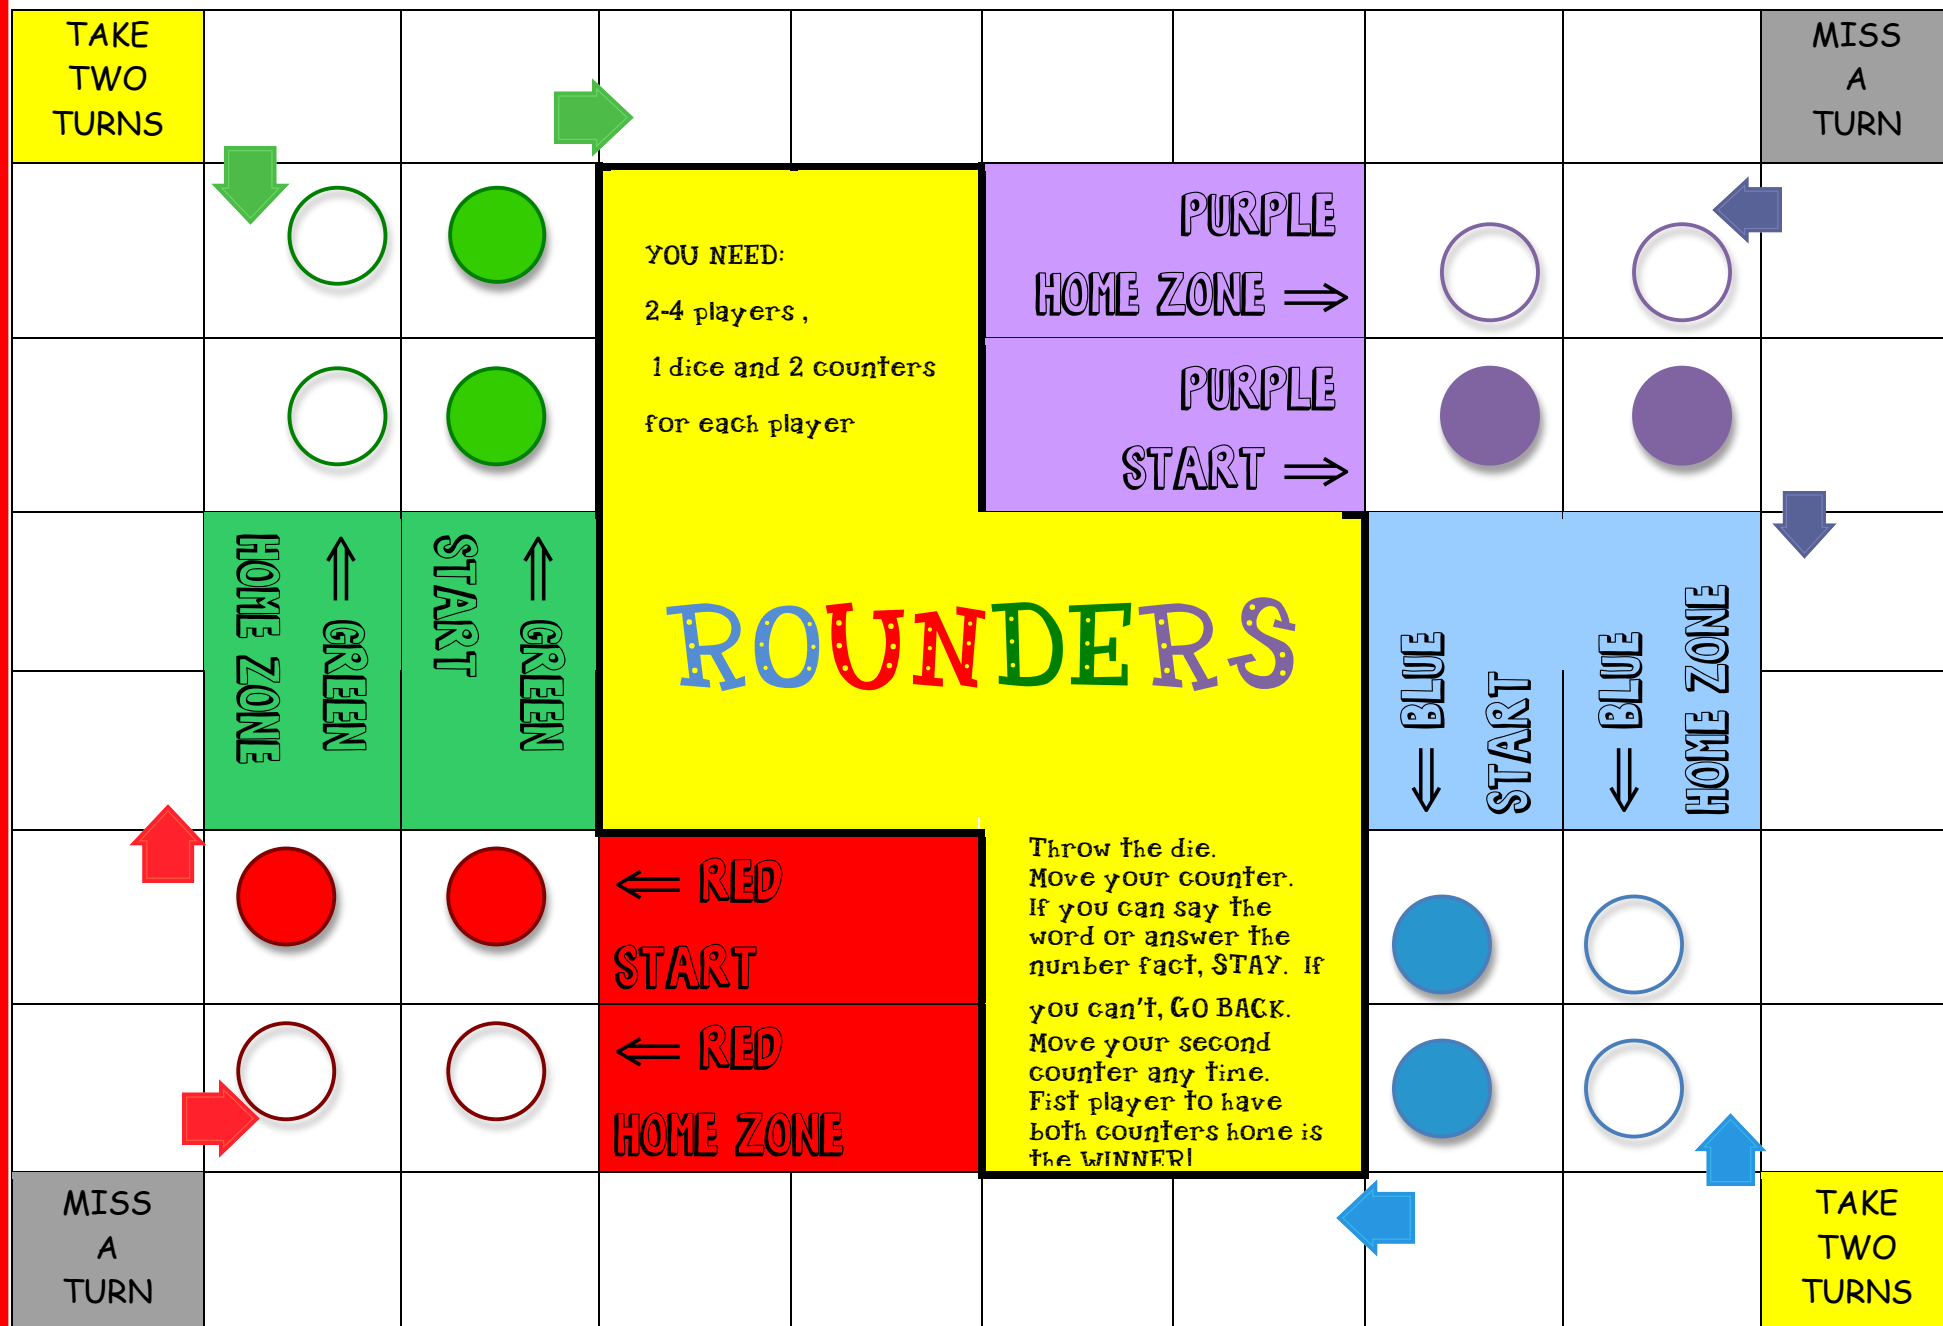 TAKE
TWO
TURNS
MISS
A
TURN
YOU NEED:
2-4 players ,
1 dice and 2 counters
for each player
PURPLE
HOME ZONE ⇒
PURPLE
START ⇒
⇐ GREEN
HOME ZONE
⇐ GREEN
START
ROUNDERS
⇐ BLUE
START
⇐ BLUE
HOME ZONE
⇐ RED
START
⇐ RED
HOME ZONE
Throw the die.
Move your counter.
If you can say the
word or answer the
number fact, STAY. If
you can't, GO BACK.
Move your second
counter any time.
Fist player to have
both counters home is
the WINNER!
MISS
A
TURN
TAKE
TWO
TURNS